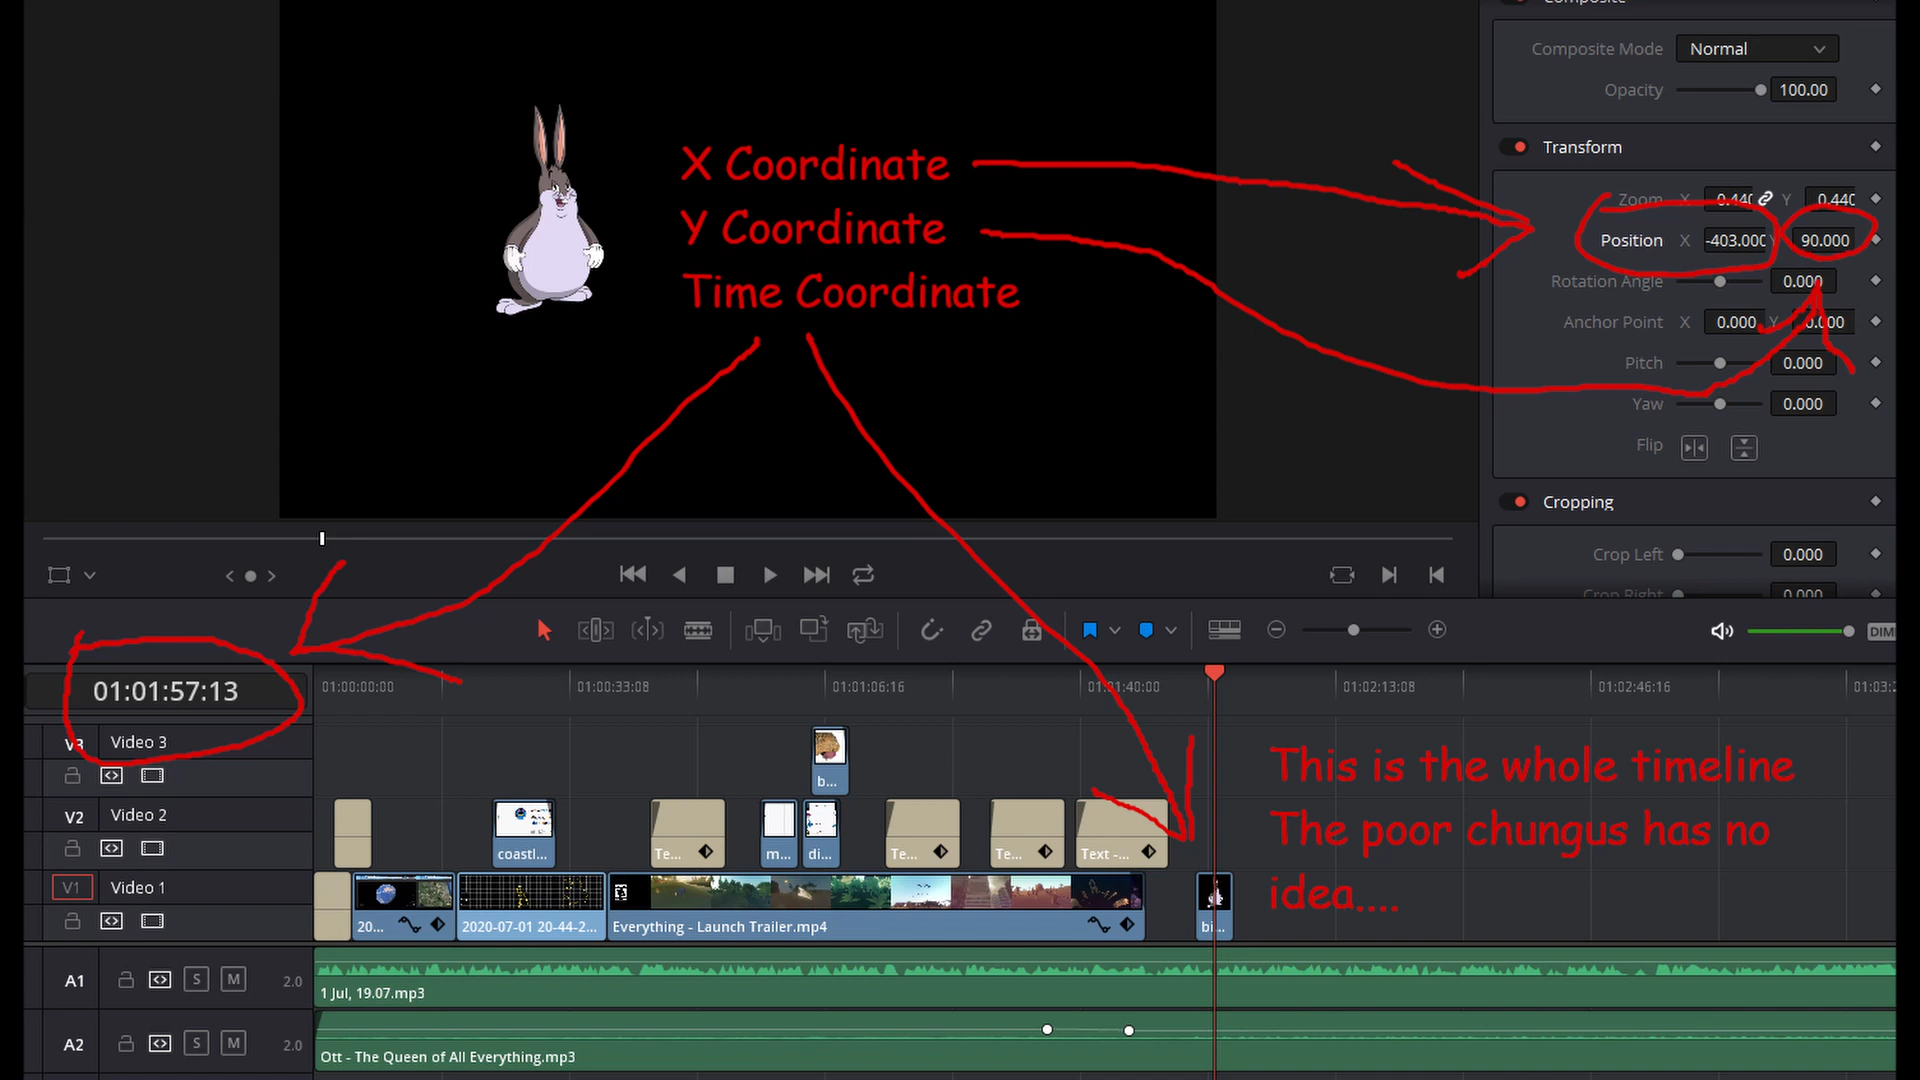 Composite
Composite Mode Normal
Opacity 100.00
Transform
Zoom X 0.440 Y 0.440
Position X -403.000 Y 90.000
Rotation Angle 0.000
Anchor Point X 0.000 Y 0.000
Pitch 0.000
Yaw 0.000
Flip
Cropping
Crop Left 0.000
Crop Right 0.000
X Coordinate
Y Coordinate
Time Coordinate
DIM
01:01:57:13
01:00:00:00 01:00:33:08 01:01:06:16 01:01:40:00 01:02:13:08 01:02:46:16 01:03:2
V3 Video 3
b...
V2 Video 2
coastl... Te... m... di... Te... Te... Text -...
V1 Video 1
20... 2020-07-01 20-44-2... Everything - Launch Trailer.mp4 bi...
This is the whole timeline
The poor chungus has no
idea....
A1 S M 2.0
1 Jul, 19.07.mp3
A2 S M 2.0
Ott - The Queen of All Everything.mp3